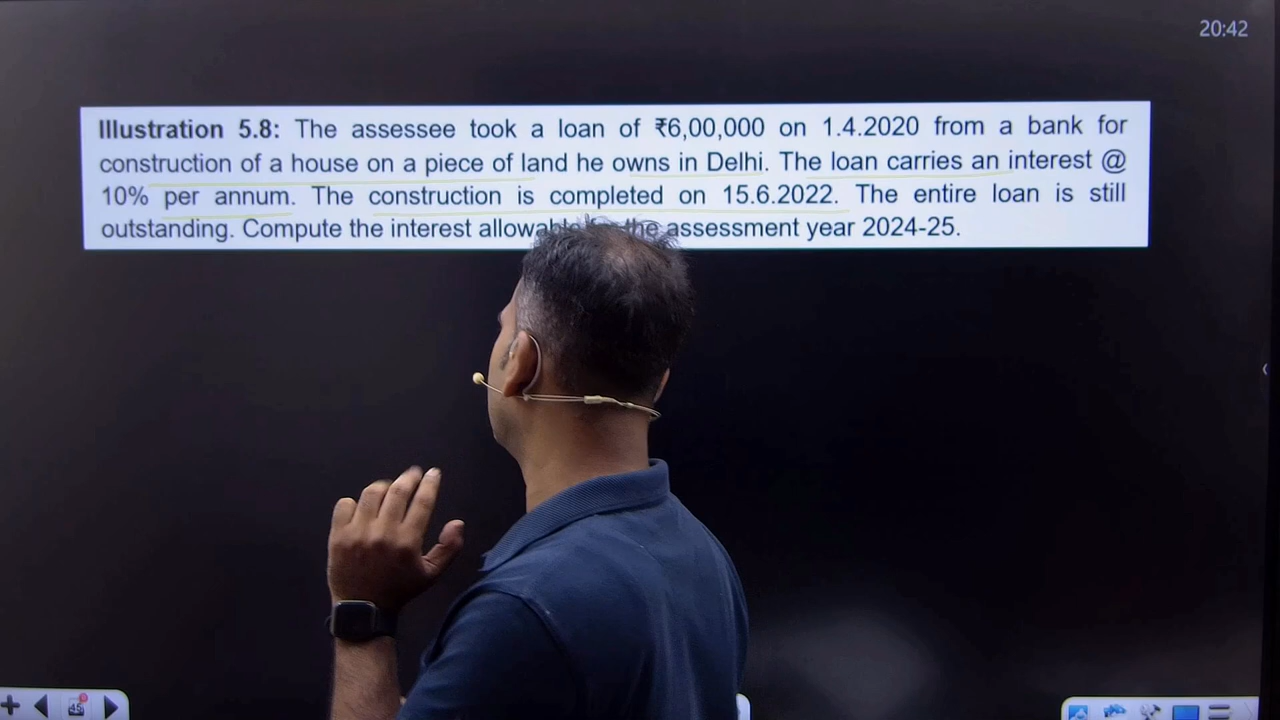 20:42
Illustration 5.8: The assessee took a loan of ₹6,00,000 on 1.4.2020 from a bank for
construction of a house on a piece of land he owns in Delhi. The loan carries an interest @
10% per annum. The construction is completed on 15.6.2022. The entire loan is still
outstanding. Compute the interest the assessment year 2024-25.
45